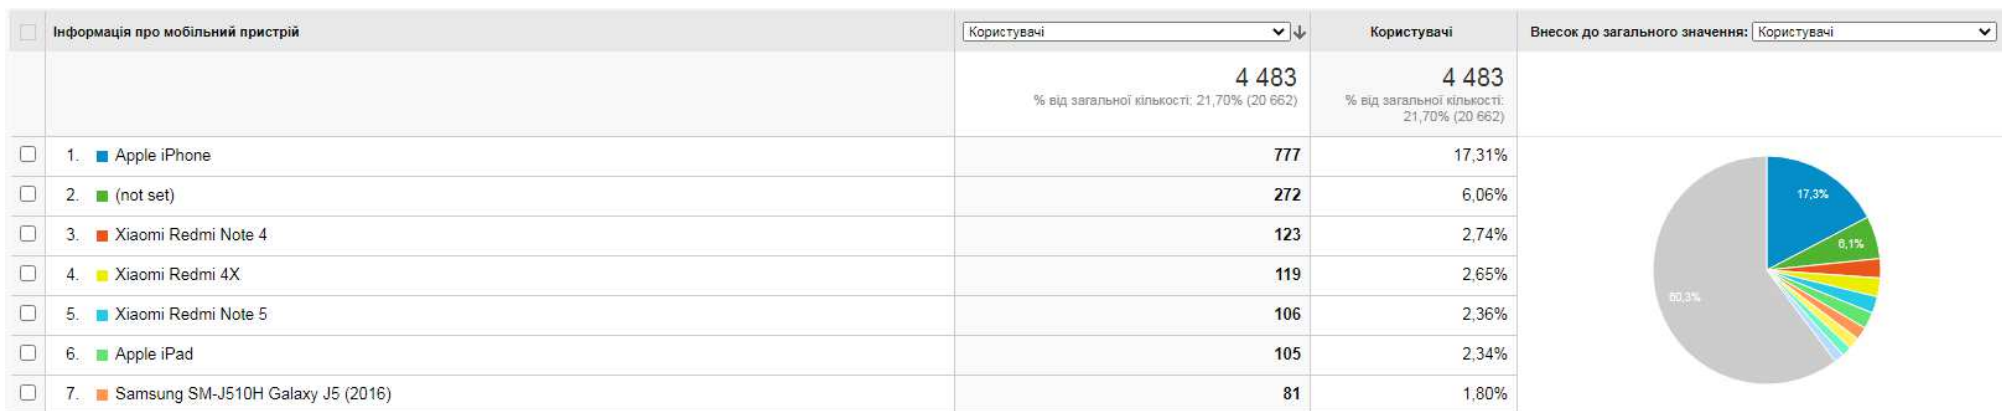 Інформація про мобільний пристрій Користувачі Користувачі Внесок до загального значення: Користувачі
4 483 4 483
% від загальної кількості: 21,70% (20 662) % від загальної кількості:
21,70% (20 662)
1. Apple iPhone 777 17,31%
2. (not set) 272 6,06%
3. Xiaomi Redmi Note 4 123 2,74%
4. Xiaomi Redmi 4X 119 2,65%
5. Xiaomi Redmi Note 5 106 2,36%
6. Apple iPad 105 2,34%
7. Samsung SM-J510H Galaxy J5 (2016) 81 1,80%
17,3%
6,1%
60,3%